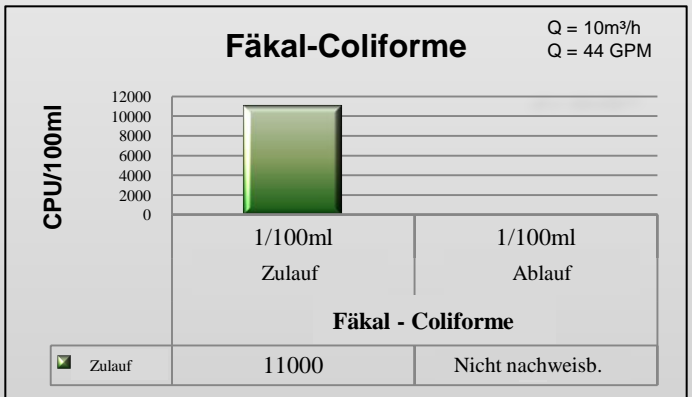 Fäkal-Coliforme
Q = 10m³/h
Q = 44 GPM
CPU/100ml
12000
10000
8000
6000
4000
2000
0
1/100ml 1/100ml
Zulauf Ablauf
Fäkal - Coliforme
Zulauf 11000 Nicht nachweisb.